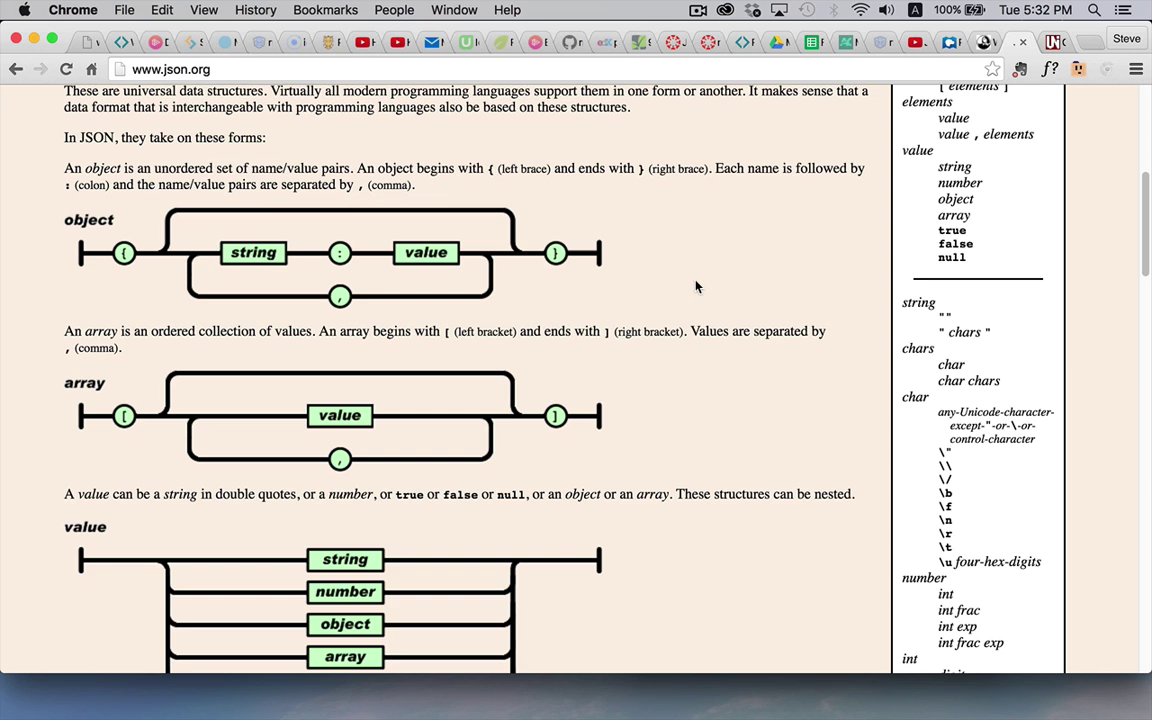 Chrome File Edit View History Bookmarks People Window Help A 100% Tue 5:32 PM
Steve
www.json.org
f?
These are universal data structures. Virtually all modern programming languages support them in one form or another. It makes sense that a
data format that is interchangeable with programming languages also be based on these structures.
In JSON, they take on these forms:
An object is an unordered set of name/value pairs. An object begins with { (left brace) and ends with } (right brace). Each name is followed by
: (colon) and the name/value pairs are separated by , (comma).
object
{ string : value }
,
An array is an ordered collection of values. An array begins with [ (left bracket) and ends with ] (right bracket). Values are separated by
, (comma).
array
[ value ]
,
A value can be a string in double quotes, or a number, or true or false or null, or an object or an array. These structures can be nested.
value
string
number
object
array
[ elements ]
elements
value
value , elements
value
string
number
object
array
true
false
null
string
""
" chars "
chars
char
char chars
char
any-Unicode-character-
except-"-or-\-or-
control-character
\"
\\
\/
\b
\f
\n
\r
\t
\u four-hex-digits
number
int
int frac
int exp
int frac exp
int